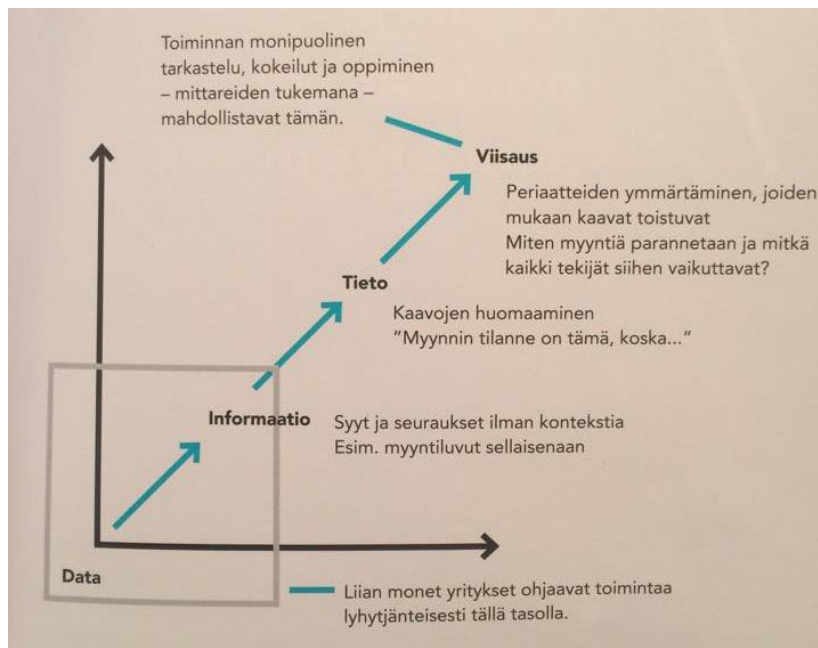 Toiminnan monipuolinen
tarkastelu, kokeilut ja oppiminen
– mittareiden tukemana –
mahdollistavat tämän.
Viisaus
Periaatteiden ymmärtäminen, joiden
mukaan kaavat toistuvat
Miten myyntiä parannetaan ja mitkä
kaikki tekijät siihen vaikuttavat?
Tieto
Kaavojen huomaaminen
”Myynnin tilanne on tämä, koska...”
Informaatio
Syyt ja seuraukset ilman kontekstia
Esim. myyntiluvut sellaisenaan
Data
Liian monet yritykset ohjaavat toimintaa
lyhytjänteisesti tällä tasolla.